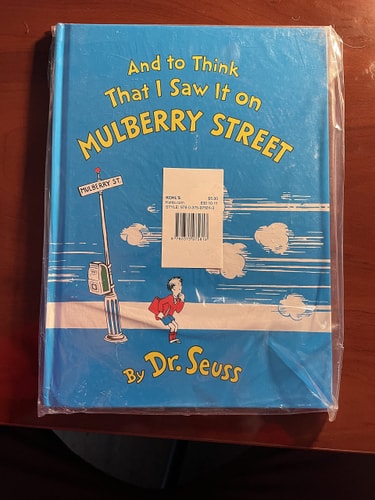 And to Think
That I Saw It on
MULBERRY STREET
MULBERRY ST.
KOHL'S
By Dr. Seuss